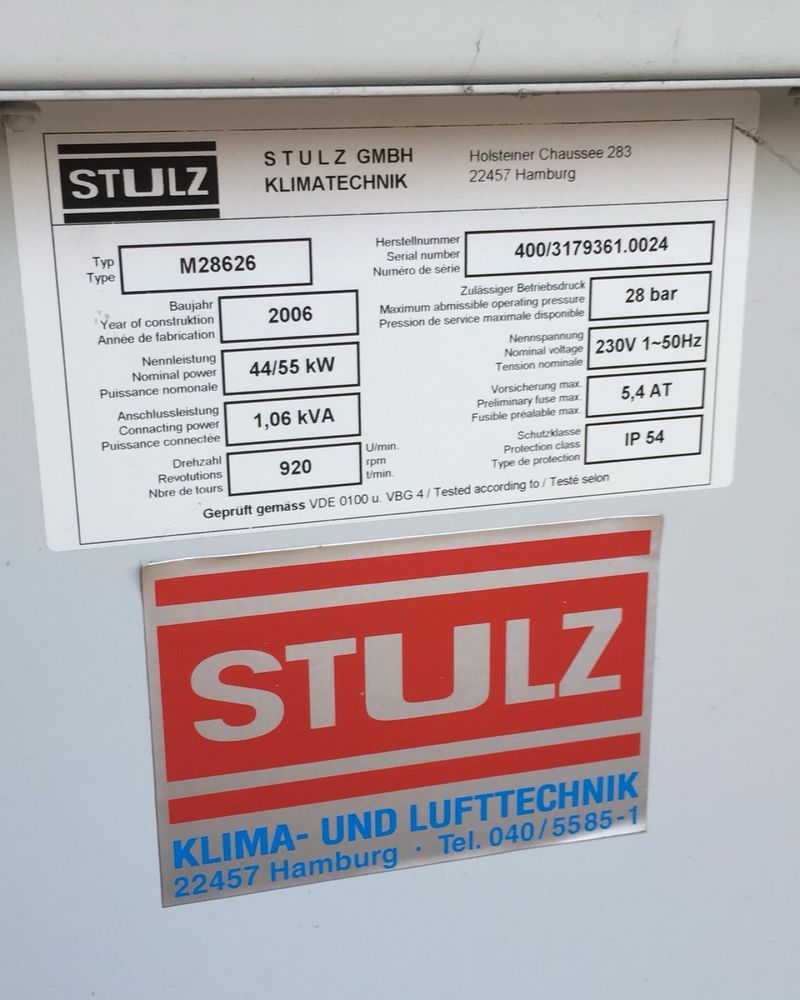 STULZ
STULZ GMBH
KLIMATECHNIK
Holsteiner Chaussee 283
22457 Hamburg
Typ
Type
M28626
Herstellnummer
Serial number
Numéro de série
400/3179361.0024
Baujahr
Year of construktion
Année de fabrication
2006
Zulässiger Betriebsdruck
Maximum abmissible operating pressure
Pression de service maximale disponible
28 bar
Nennleistung
Nominal power
Puissance nomonale
44/55 kW
Nennspannung
Nominal voltage
Tension nominale
230V 1~50Hz
Anschlussleistung
Connacting power
Puissance connectée
1,06 kVA
Vorsicherung max.
Preliminary fuse max.
Fusible préalable max.
5,4 AT
Drehzahl
Revolutions
Nbre de tours
920
U/min.
rpm
t/min.
Schutzklasse
Protection class
Type de protection
IP 54
Geprüft gemäss VDE 0100 u. VBG 4 / Tested according to / Testé selon
STULZ
KLIMA- UND LUFTTECHNIK
22457 Hamburg · Tel. 040/5585-1